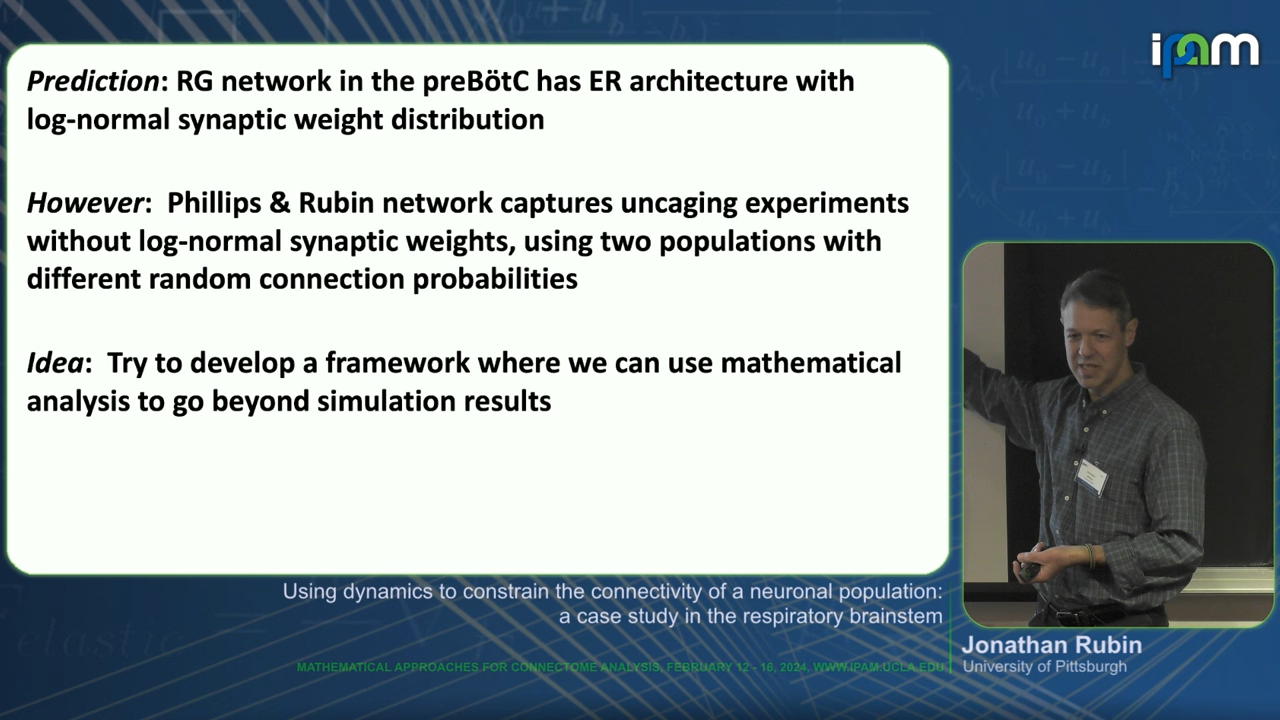 ipam
Prediction: RG network in the preBötC has ER architecture with
log-normal synaptic weight distribution
However: Phillips & Rubin network captures uncaging experiments
without log-normal synaptic weights, using two populations with
different random connection probabilities
Idea: Try to develop a framework where we can use mathematical
analysis to go beyond simulation results
Using dynamics to constrain the connectivity of a neuronal population:
a case study in the respiratory brainstem
MATHEMATICAL APPROACHES FOR CONNECTOME ANALYSIS, FEBRUARY 12 - 16, 2024, WWW.IPAM.UCLA.EDU
Jonathan Rubin
University of Pittsburgh
elastic